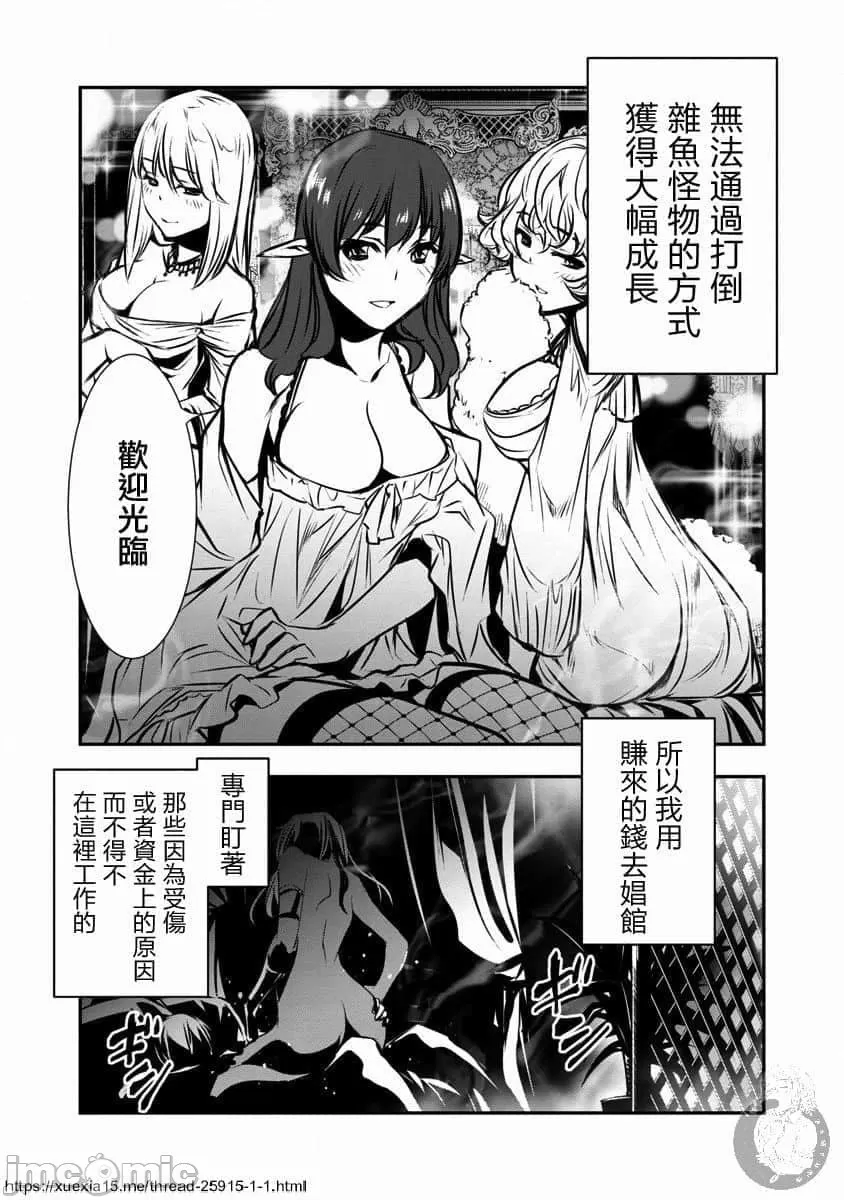 無法通過打倒
雜魚怪物的方式
獲得大幅成長
歡迎光臨
所以我用
賺來的錢去娼館
專門盯著
那些因為受傷
或者資金上的原因
而不得不
在這裡工作的
ギシ
ギシ
jmcomic
https://xuexia15.me/thread-25915-1-1.html